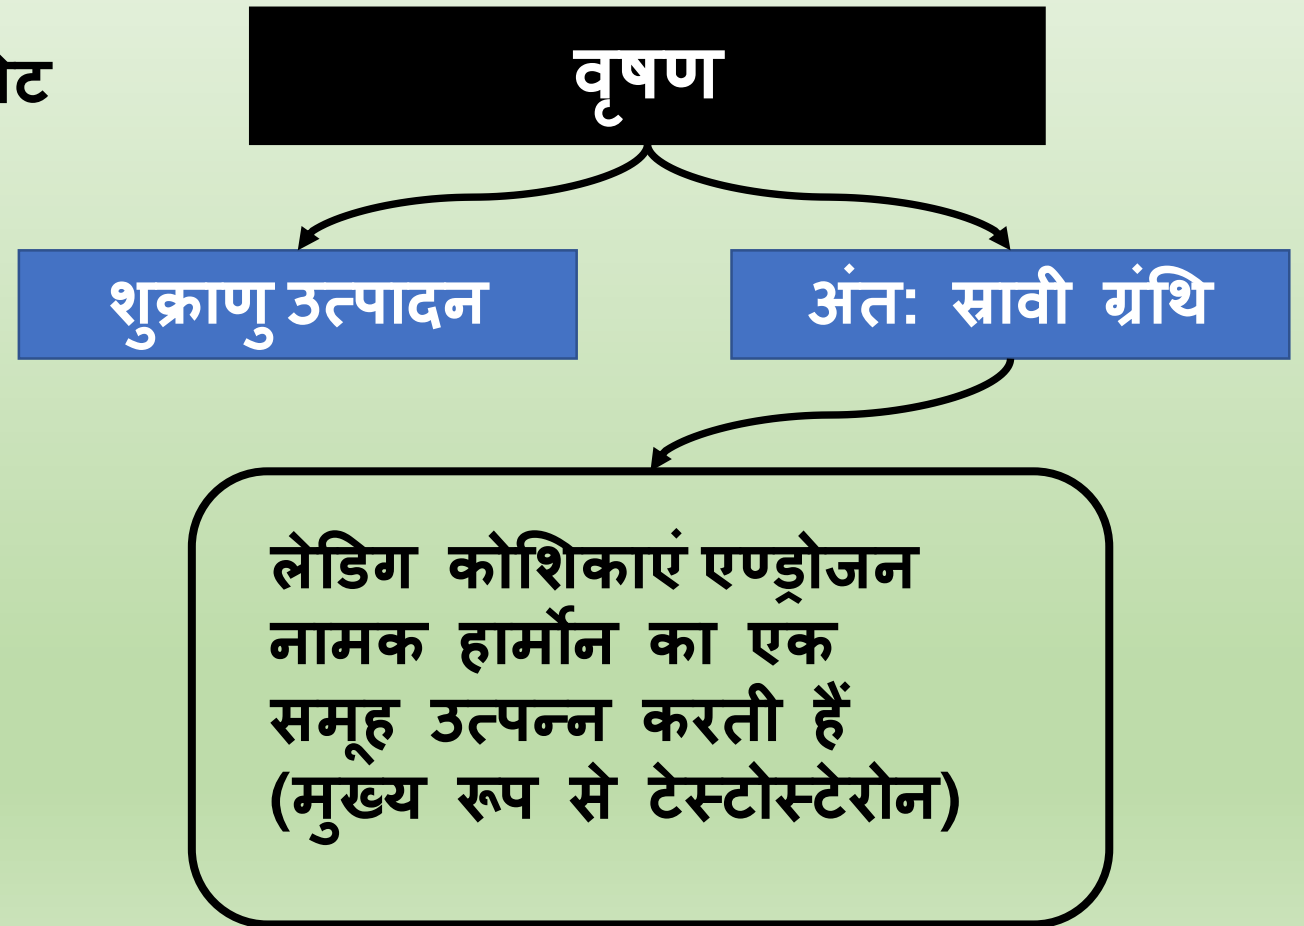 वृषण
शुक्राणु उत्पादन
अंत: स्रावी ग्रंथि
लेडिग कोशिकाएं एण्ड्रोजन
नामक हार्मोन का एक
समूह उत्पन्न करती हैं
(मुख्य रूप से टेस्टोस्टेरोन)